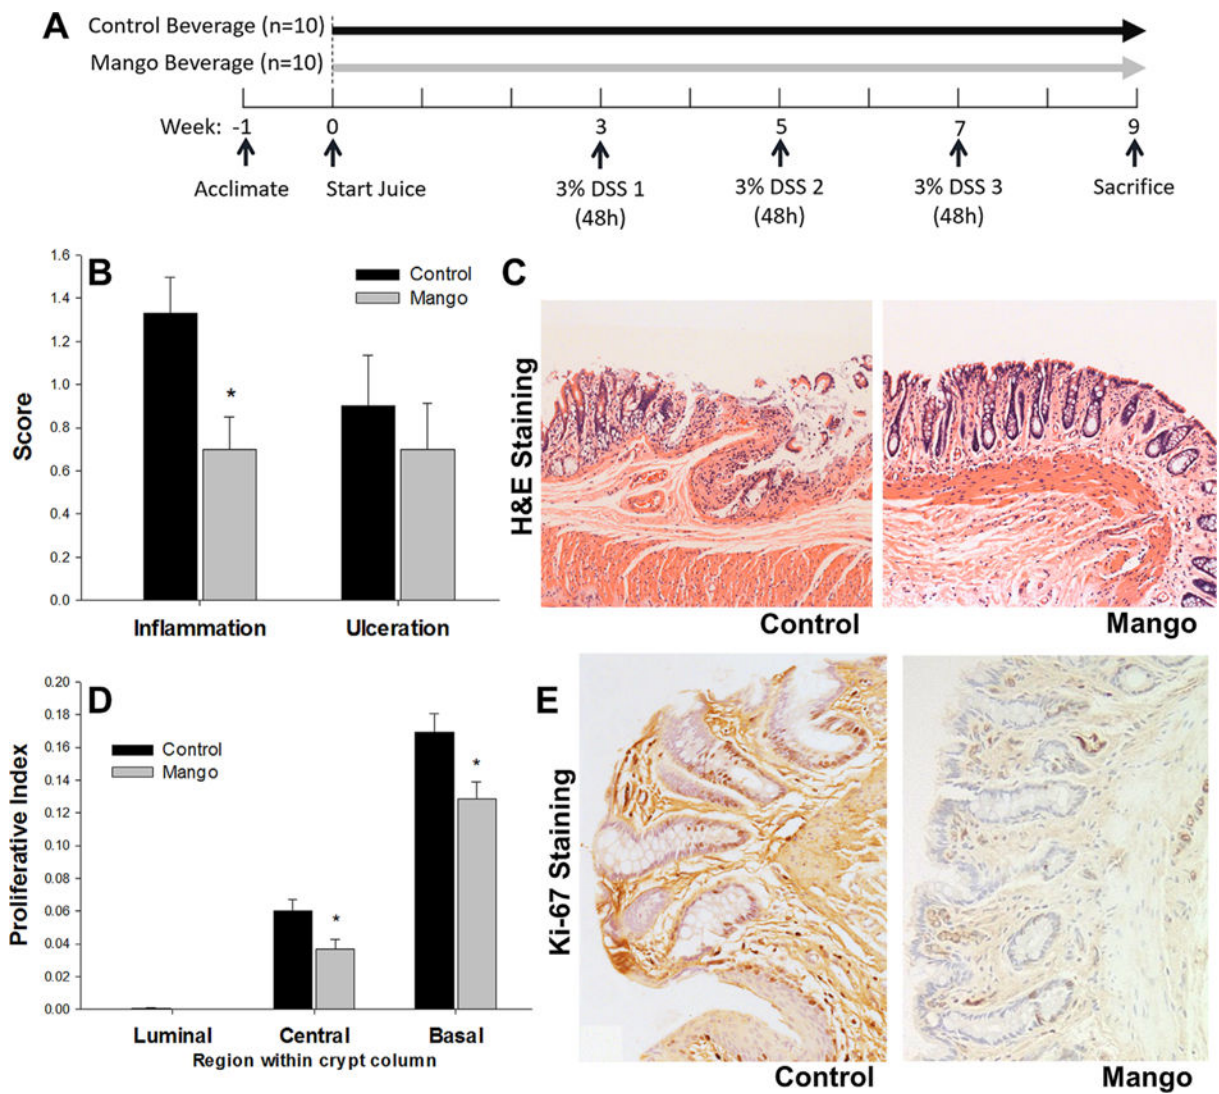 A
Control Beverage (n=10)
Mango Beverage (n=10)
Week: -1 0 3 5 7 9
Acclimate Start Juice 3% DSS 1 3% DSS 2 3% DSS 3 Sacrifice
(48h) (48h) (48h)
B
Score
1.6
1.4
1.2
1.0
0.8
0.6
0.4
0.2
0.0
Control
Mango
*
Inflammation Ulceration
C
H&E Staining
Control Mango
D
Proliferative Index
0.20
0.18
0.16
0.14
0.12
0.10
0.08
0.06
0.04
0.02
0.00
Control
Mango
*
*
Luminal Central Basal
Region within crypt column
E
Ki-67 Staining
Control Mango